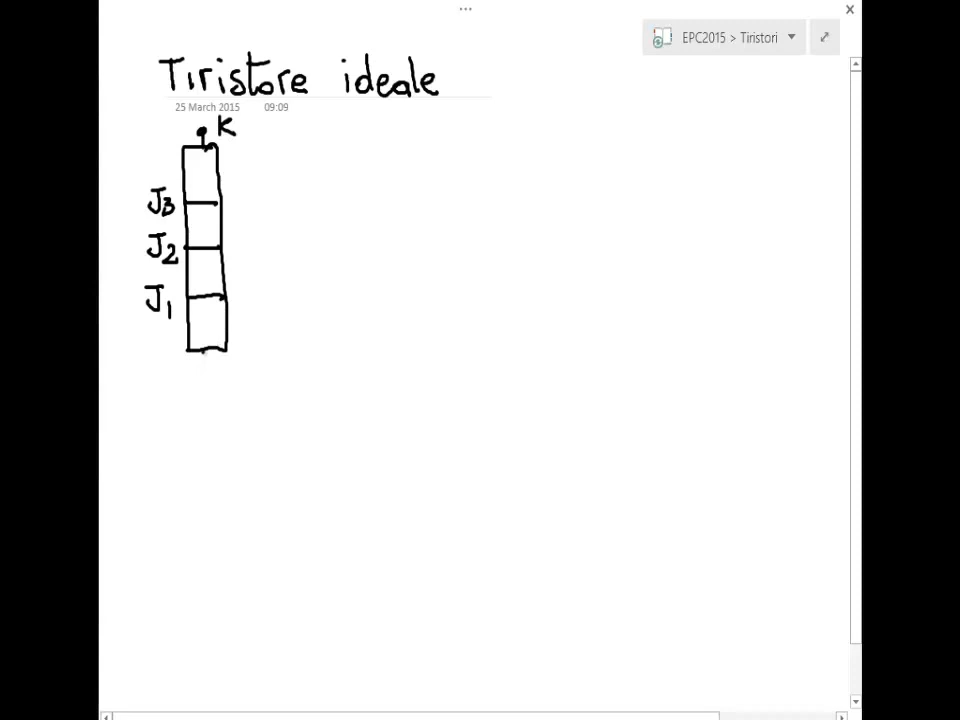 EPC2015 > Tiristori
Tiristore ideale
25 March 2015 09:09
K
J3
J2
J1